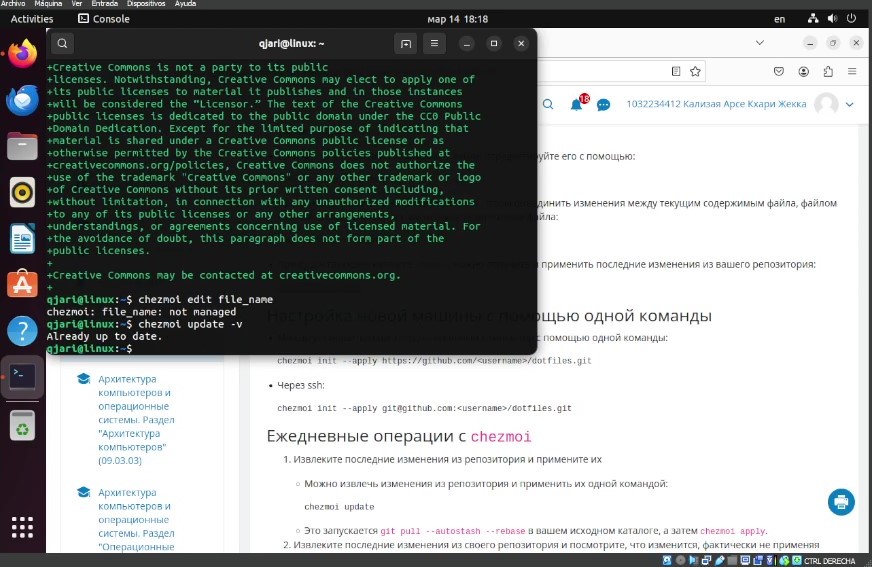 Archivo Máquina Ver Entrada Dispositivos Ayuda
Activities Console мар 14 18:18 en
qjari@linux: ~
+Creative Commons is not a party to its public
+licenses. Notwithstanding, Creative Commons may elect to apply one of
+its public licenses to material it publishes and in those instances
+will be considered the “Licensor.” The text of the Creative Commons
+public licenses is dedicated to the public domain under the CC0 Public
+Domain Dedication. Except for the limited purpose of indicating that
+material is shared under a Creative Commons public license or as
+otherwise permitted by the Creative Commons policies published at
+creativecommons.org/policies, Creative Commons does not authorize the
+use of the trademark "Creative Commons" or any other trademark or logo
+of Creative Commons without its prior written consent including,
+without limitation, in connection with any unauthorized modifications
+to any of its public licenses or any other arrangements,
+understandings, or agreements concerning use of licensed material. For
+the avoidance of doubt, this paragraph does not form part of the
+public licenses.
+
+Creative Commons may be contacted at creativecommons.org.
+
qjari@linux:~$ chezmoi edit file_name
chezmoi: file_name: not managed
qjari@linux:~$ chezmoi update -v
Already up to date.
qjari@linux:~$
18
1032234412 Кализая Арсе Кхари Жекка
его с помощью:
изменения между текущим содержимым файла, файлом
применить последние изменения из вашего репозитория:
Настройка новой машины с помощью одной команды
с помощью одной команды:
chezmoi init --apply https://github.com/<username>/dotfiles.git
• Через ssh:
chezmoi init --apply git@github.com:<username>/dotfiles.git
Ежедневные операции с chezmoi
1. Извлеките последние изменения из репозитория и примените их
◦ Можно извлечь изменения из репозитория и применить их одной командой:
chezmoi update
◦ Это запускается git pull --autostash --rebase в вашем исходном каталоге, а затем chezmoi apply.
2. Извлеките последние изменения из своего репозитория и посмотрите, что изменится, фактически не применяя
Архитектура
компьютеров и
операционные
системы. Раздел
"Архитектура
компьютеров"
(09.03.03)
Архитектура
компьютеров и
операционные
системы. Раздел
"Операционные
CTRL DERECHA